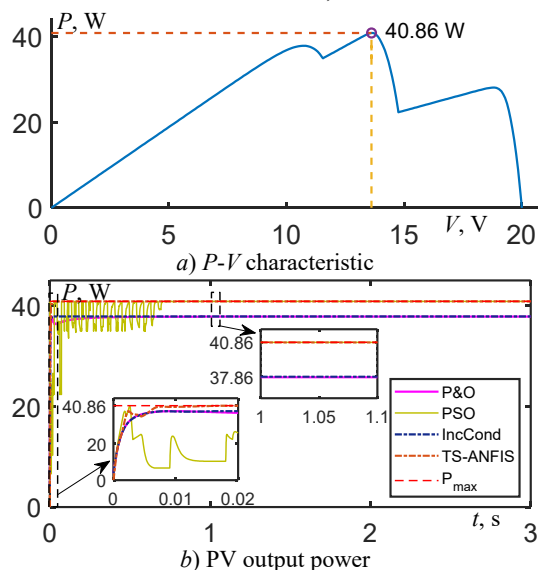 P, W
40.86 W
40
20
0
0 5 10 15 20
V, V
a) P-V characteristic
P, W
40
30
20
10
0
40.86
37.86
1 1.05 1.1
40.86
20
0
0 0.01 0.02
P&O
PSO
IncCond
TS-ANFIS
Pmax
0 1 2 3
t, s
b) PV output power